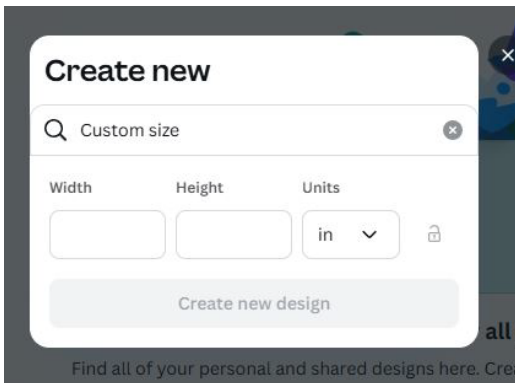 Create new
Custom size
Width Height Units
in
Create new design
all
Find all of your personal and shared designs here. Crea